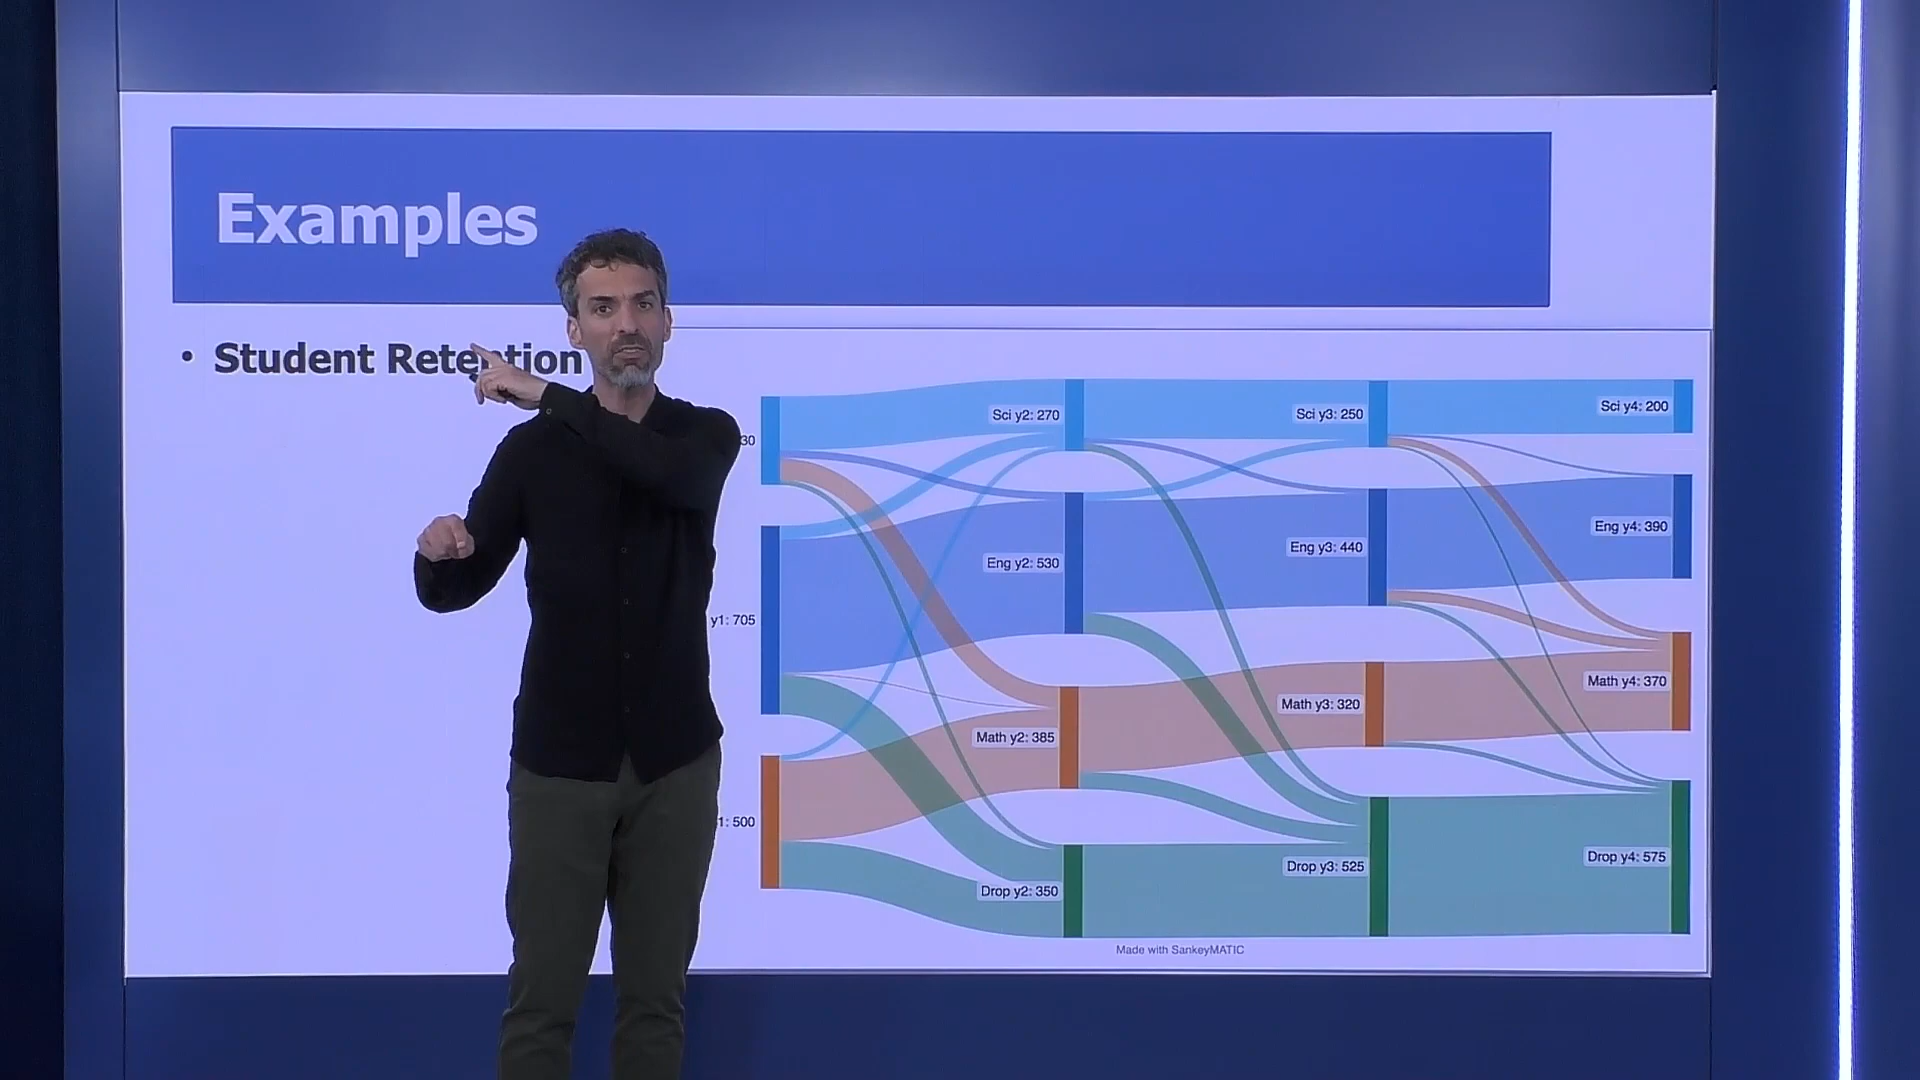 Examples
• Student Retention
30
y1: 705
1: 500
Sci y2: 270
Eng y2: 530
Math y2: 385
Drop y2: 350
Sci y3: 250
Eng y3: 440
Math y3: 320
Drop y3: 525
Sci y4: 200
Eng y4: 390
Math y4: 370
Drop y4: 575
Made with SankeyMATIC